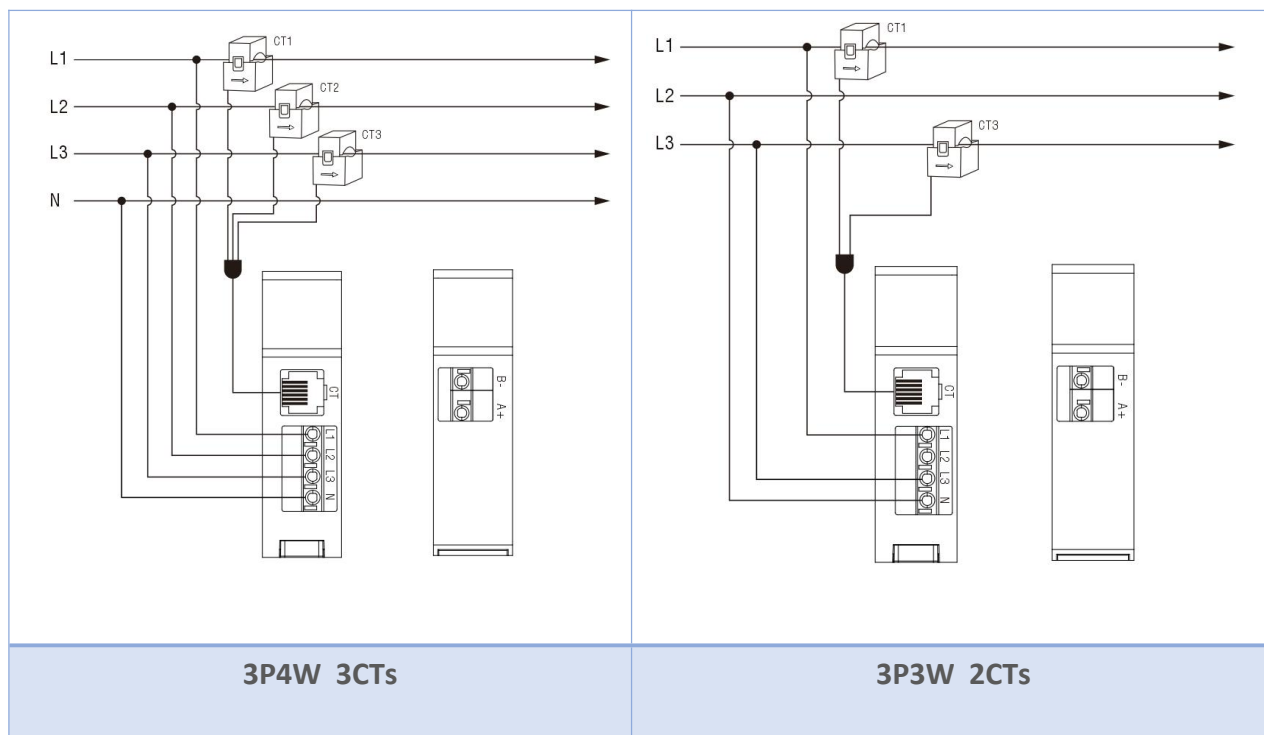 L1
CT1
L2
CT2
L3
CT3
N
CT
L1
L2
L3
N
B-
A+
3P4W 3CTs
L1
CT1
L2
L3
CT3
CT
L1
L2
L3
N
B-
A+
3P3W 2CTs